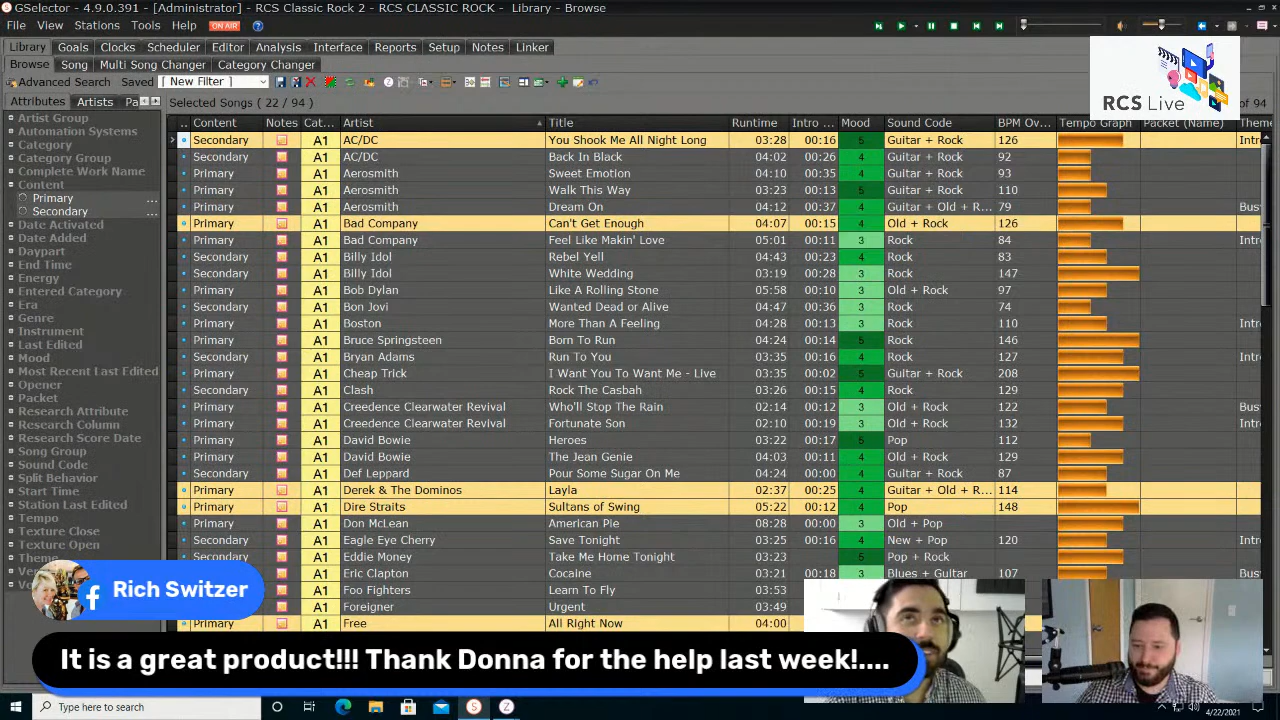 GSelector - 4.9.0.391 - [Administrator] - RCS Classic Rock 2 - RCS CLASSIC ROCK - Library - Browse
File View Stations Tools Help ON AIR
Library Goals Clocks Scheduler Editor Analysis Interface Reports Setup Notes Linker
Browse Song Multi Song Changer Category Changer
Advanced Search Saved [ New Filter ]
RCS Live
Attributes Artists Pa
Selected Songs ( 22 / 94 ) of 94
.. Content Notes Cat... Artist Title Runtime Intro ... Mood Sound Code BPM Ov... Tempo Graph Packet (Name) Theme
Artist Group
Automation Systems
Category
Category Group
Complete Work Name
Content
Primary ...
Secondary ...
Date Activated
Date Added
Daypart
End Time
Energy
Entered Category
Era
Genre
Instrument
Last Edited
Mood
Most Recent Last Edited
Opener
Packet
Research Attribute
Research Column
Research Score Date
Song Group
Sound Code
Split Behavior
Start Time
Station Last Edited
Tempo
Texture Close
Texture Open
Theme
Ve
Secondary A1 AC/DC You Shook Me All Night Long 03:28 00:16 5 Guitar + Rock 126 Intr
Secondary A1 AC/DC Back In Black 04:02 00:26 4 Guitar + Rock 92
Primary A1 Aerosmith Sweet Emotion 04:10 00:35 4 Guitar + Rock 93
Primary A1 Aerosmith Walk This Way 03:23 00:13 5 Guitar + Rock 110
Primary A1 Aerosmith Dream On 04:12 00:37 4 Guitar + Old + R... 79 Bus
Primary A1 Bad Company Can't Get Enough 04:07 00:15 4 Old + Rock 126
Primary A1 Bad Company Feel Like Makin' Love 05:01 00:11 3 Rock 84 Intr
Secondary A1 Billy Idol Rebel Yell 04:43 00:23 4 Rock 83
Primary A1 Billy Idol White Wedding 03:19 00:28 3 Rock 147
Primary A1 Bob Dylan Like A Rolling Stone 05:58 00:10 3 Old + Rock 97
Secondary A1 Bon Jovi Wanted Dead or Alive 04:47 00:36 3 Rock 74
Primary A1 Boston More Than A Feeling 04:28 00:13 3 Rock 110 Intr
Primary A1 Bruce Springsteen Born To Run 04:24 00:14 5 Rock 146
Secondary A1 Bryan Adams Run To You 03:35 00:16 4 Rock 127
Primary A1 Cheap Trick I Want You To Want Me - Live 03:35 00:02 5 Guitar + Rock 208
Secondary A1 Clash Rock The Casbah 03:26 00:15 4 Rock 129
Primary A1 Creedence Clearwater Revival Who'll Stop The Rain 02:14 00:13 3 Old + Rock 122 Bus
Primary A1 Creedence Clearwater Revival Fortunate Son 02:10 00:19 3 Old + Rock 132
Primary A1 David Bowie Heroes 03:22 00:17 5 Pop 112
Primary A1 David Bowie The Jean Genie 04:03 00:11 4 Old + Rock 129
Secondary A1 Def Leppard Pour Some Sugar On Me 04:24 00:00 4 Guitar + Rock 87
Primary A1 Derek & The Dominos Layla 02:37 00:25 4 Guitar + Old + R... 114
Primary A1 Dire Straits Sultans of Swing 05:22 00:12 4 Pop 148
Primary A1 Don McLean American Pie 08:28 00:00 3 Old + Pop
Secondary A1 Eagle Eye Cherry Save Tonight 03:25 00:16 4 New + Pop 120 Intr
Secondary A1 Eddie Money Take Me Home Tonight 03:23 5 Pop + Rock
A1 Eric Clapton Cocaine 03:21 00:18 3 Blues + Guitar 107
A1 Foo Fighters Learn To Fly 03:53
A1 Foreigner Urgent 03:49
Primary A1 Free All Right Now 04:00
Rich Switzer
It is a great product!!! Thank Donna for the help last week!....
Type here to search
4/22/2021